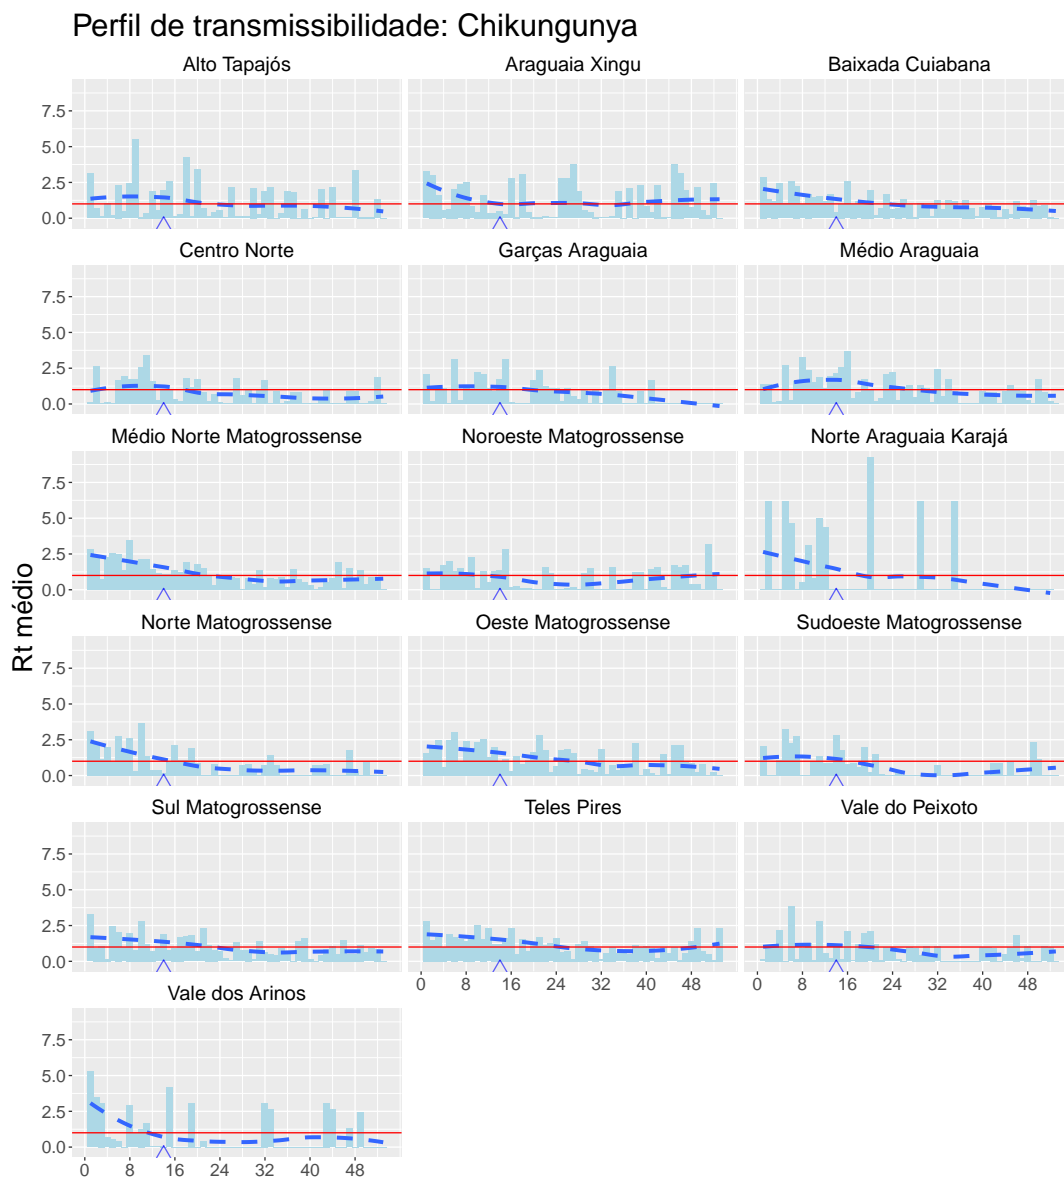 Perfil de transmissibilidade: Chikungunya
Alto Tapajós
Araguaia Xingu
Baixada Cuiabana
7.5
5.0
2.5
0.0
Centro Norte
Garças Araguaia
Médio Araguaia
7.5
5.0
2.5
0.0
Médio Norte Matogrossense
Noroeste Matogrossense
Norte Araguaia Karajá
7.5
5.0
2.5
0.0
Rt médio
Norte Matogrossense
Oeste Matogrossense
Sudoeste Matogrossense
7.5
5.0
2.5
0.0
Sul Matogrossense
Teles Pires
Vale do Peixoto
7.5
5.0
2.5
0.0
0 8 16 24 32 40 48
0 8 16 24 32 40 48
Vale dos Arinos
7.5
5.0
2.5
0.0
0 8 16 24 32 40 48